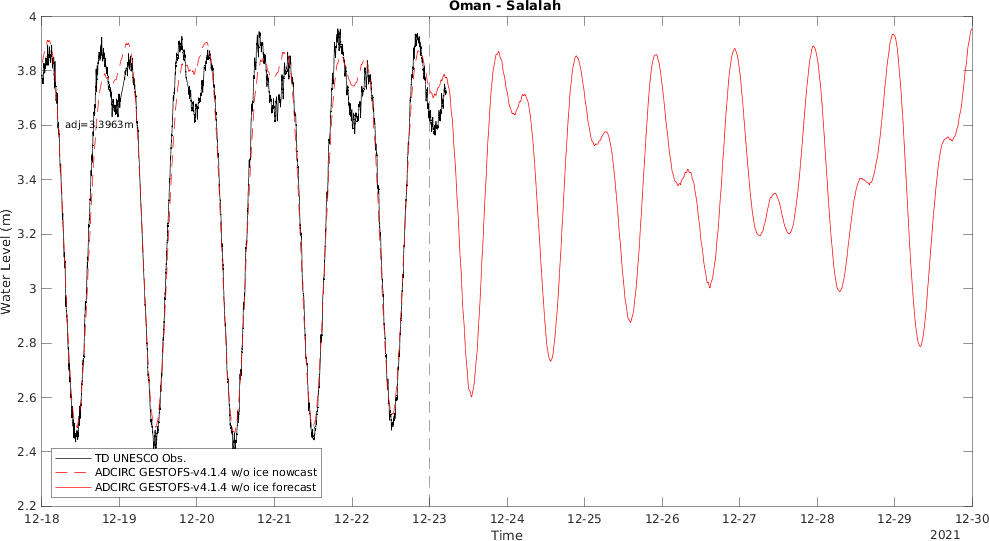 Oman - Salalah
4
3.8
3.6
3.4
3.2
3
2.8
2.6
2.4
2.2
Water Level (m)
adj=3.3963m
TD UNESCO Obs.
ADCIRC GESTOFS-v4.1.4 w/o ice nowcast
ADCIRC GESTOFS-v4.1.4 w/o ice forecast
12-18 12-19 12-20 12-21 12-22 12-23 12-24 12-25 12-26 12-27 12-28 12-29 12-30
Time
2021